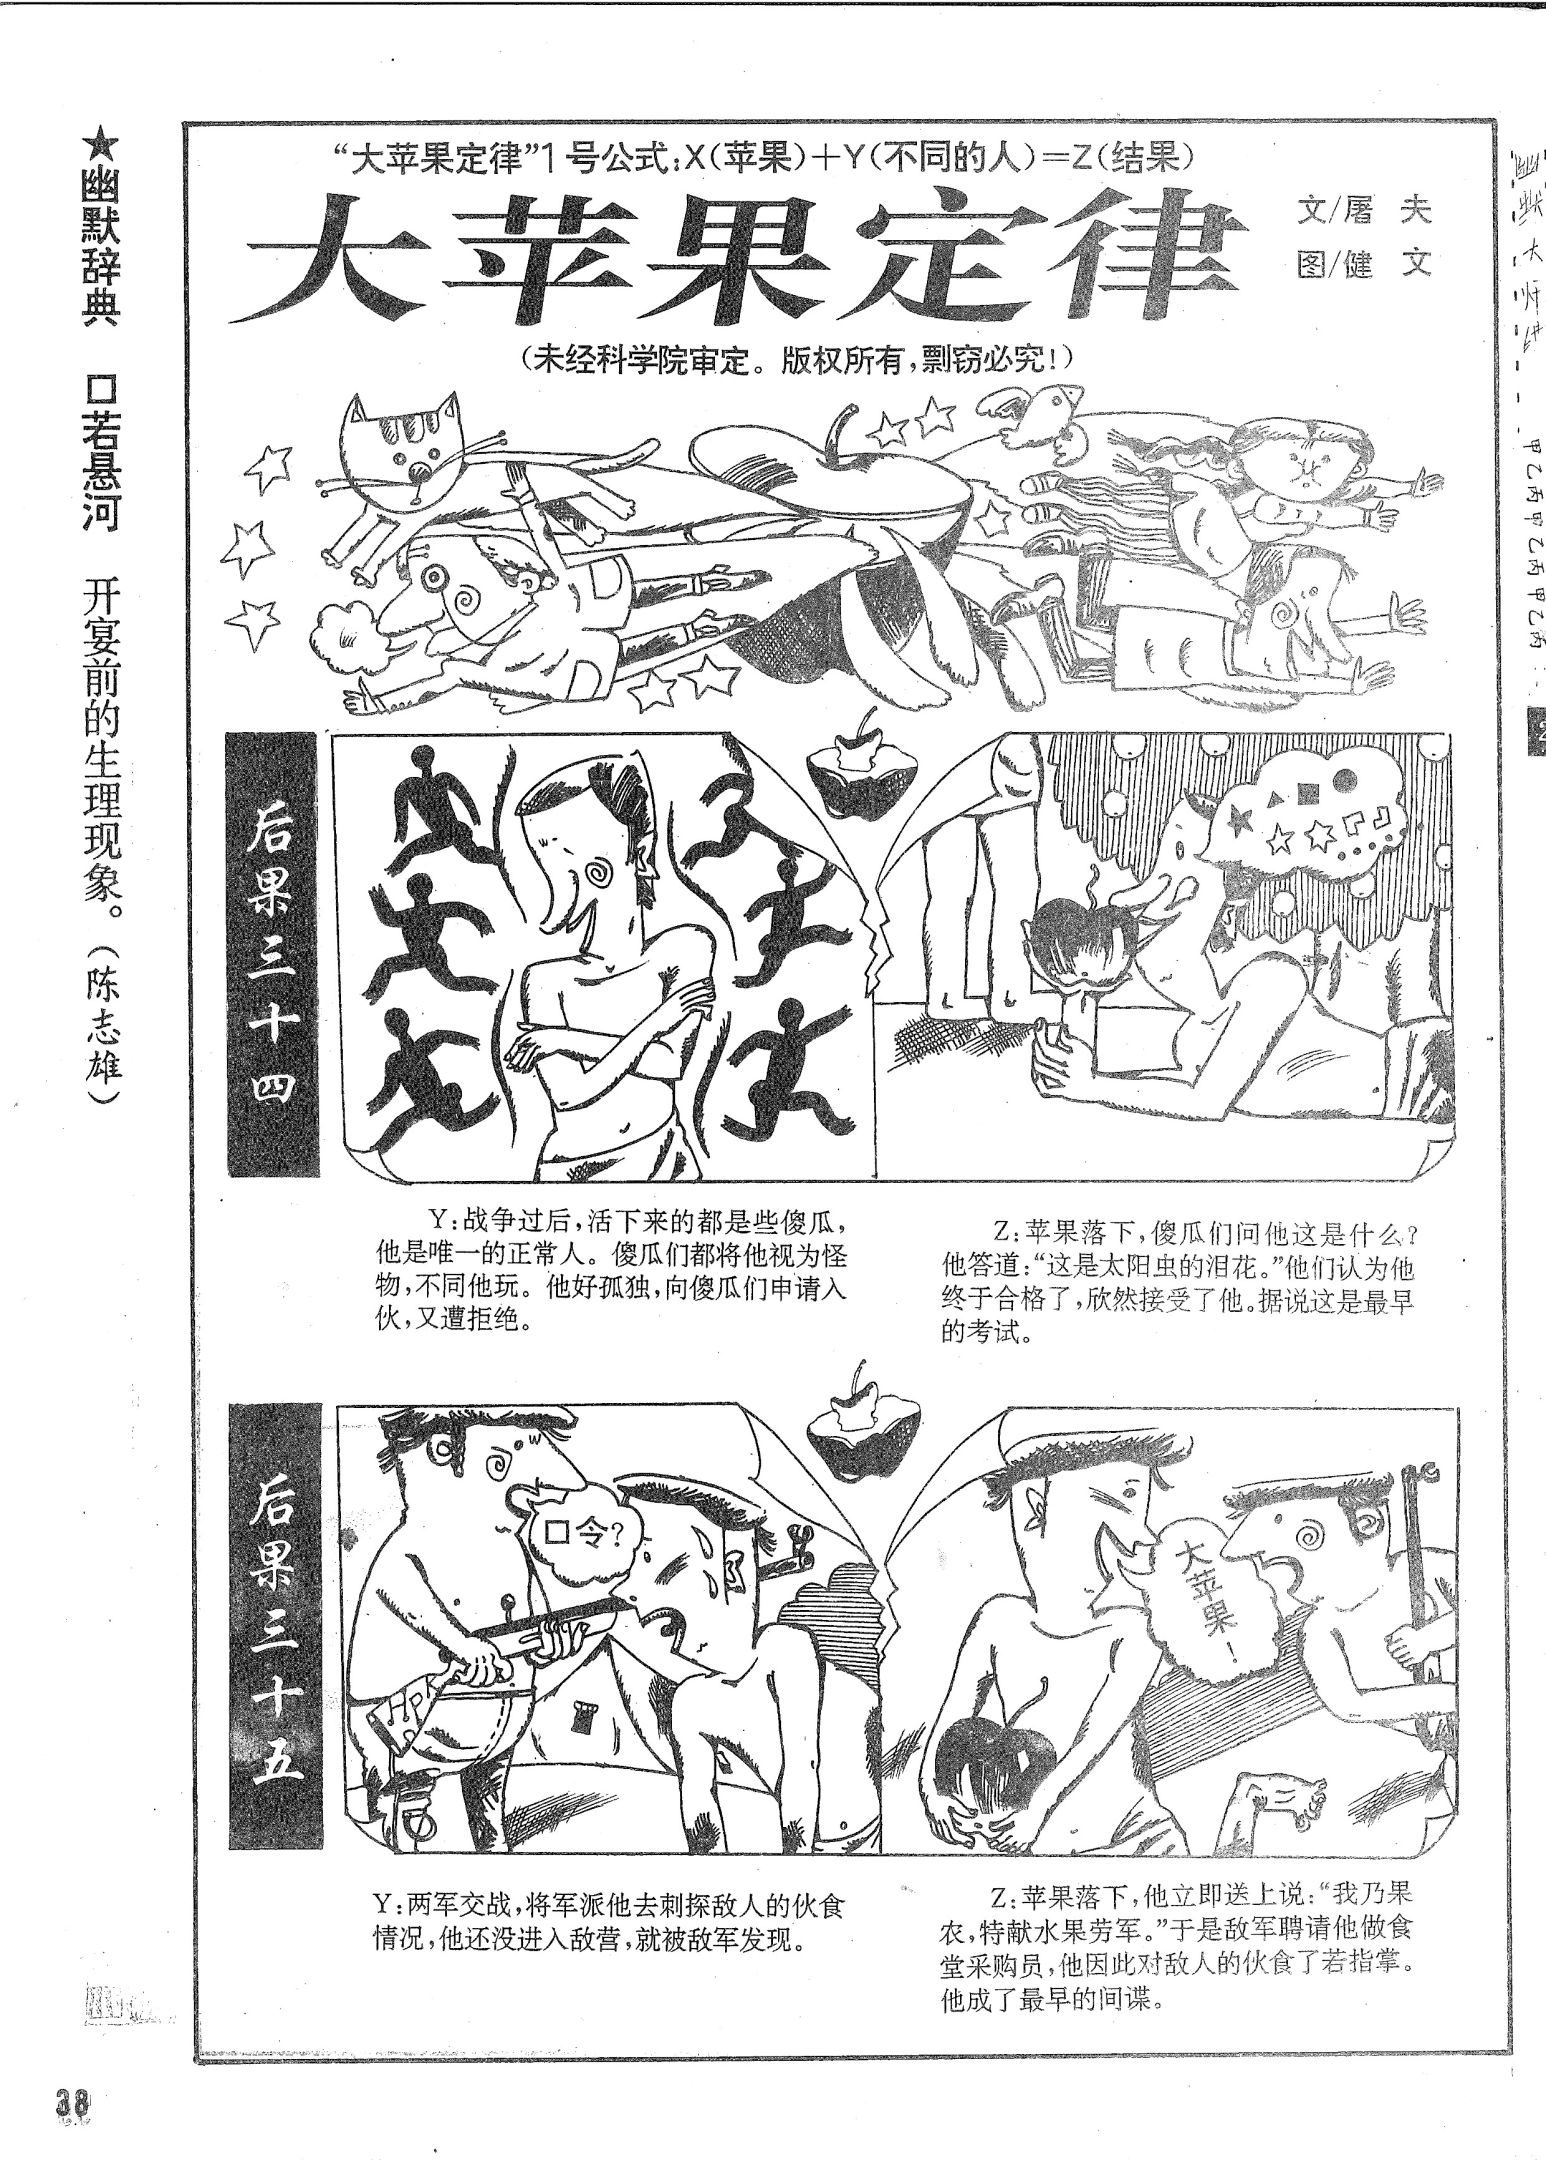 ★幽默辞典 口若悬河 开宴前的生理现象。(陈志雄)
“大苹果定律”1号公式:X(苹果)+Y(不同的人)=Z(结果)
大苹果定律
文/屠 夫
图/健 文
(未经科学院审定。版权所有,剽窃必究!)
后果三十四
Y:战争过后,活下来的都是些傻瓜,
他是唯一的正常人。傻瓜们都将他视为怪
物,不同他玩。他好孤独,向傻瓜们申请入
伙,又遭拒绝。
Z:苹果落下,傻瓜们问他这是什么?
他答道:“这是太阳虫的泪花。”他们认为他
终于合格了,欣然接受了他。据说这是最早
的考试。
后果三十五
口令?
大苹果!
Y:两军交战,将军派他去刺探敌人的伙食
情况,他还没进入敌营,就被敌军发现。
Z:苹果落下,他立即送上说:“我乃果
农,特献水果劳军。”于是敌军聘请他做食
堂采购员,他因此对敌人的伙食了若指掌。
他成了最早的间谍。
38
甲乙丙甲乙丙甲乙丙
2